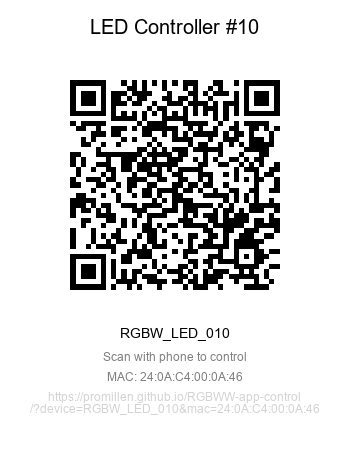 LED Controller #10
RGBW_LED_010
Scan with phone to control
MAC: 24:0A:C4:00:0A:46
https://promillen.github.io/RGBWW-app-control
/?device=RGBW_LED_010&mac=24:0A:C4:00:0A:46